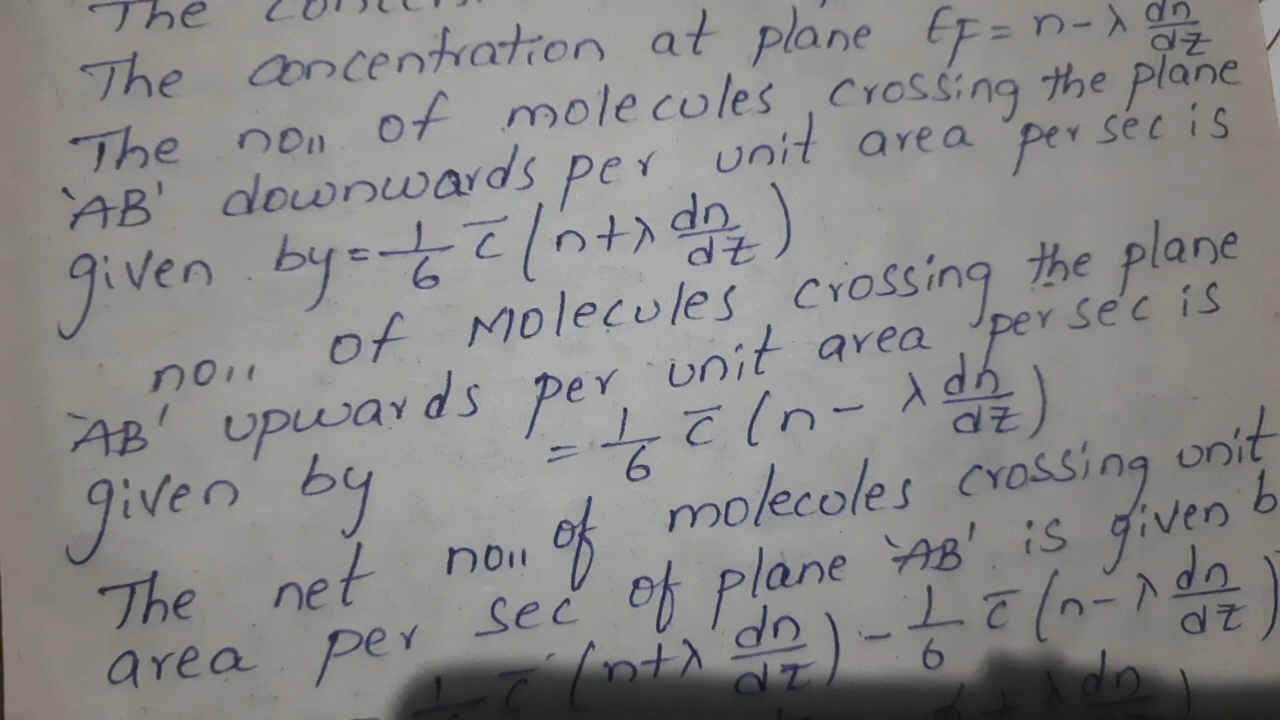 The
The concentration at plane EF = n - λ dn/dz
The no,, of molecules crossing the plane
'AB' downwards per unit area per sec is
given by = 1/6 c̄ (n + λ dn/dz)
no,, of Molecules crossing the plane
'AB' upwards per unit area per sec is
given by = 1/6 c̄ (n - λ dn/dz)
The net no,, of molecoles crossing unit
area per sec of plane 'AB' is given b
c̄ (n + λ dn/dz) - 1/6 c̄ (n - λ dn/dz)
λ dn